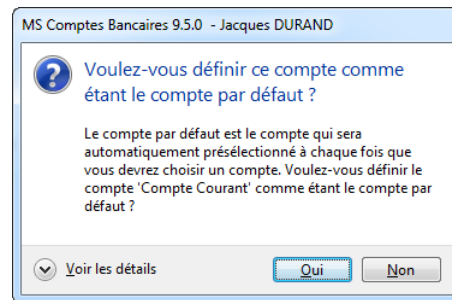 MS Comptes Bancaires 9.5.0 - Jacques DURAND
Voulez-vous définir ce compte comme
étant le compte par défaut ?
Le compte par défaut est le compte qui sera
automatiquement présélectionné à chaque fois que
vous devrez choisir un compte. Voulez-vous définir le
compte 'Compte Courant' comme étant le compte par
défaut ?
Voir les détails
Oui
Non